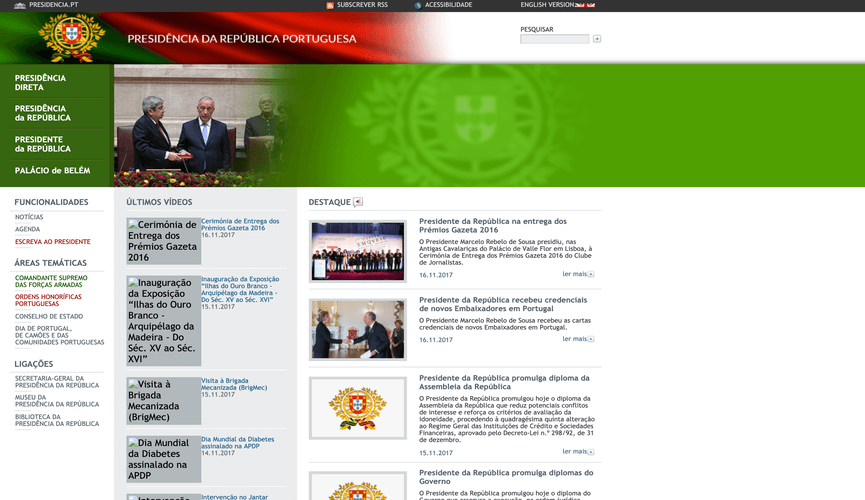 PRESIDENCIA.PT
SUBSCREVER RSS
ACESSIBILIDADE
ENGLISH VERSION
PRESIDÊNCIA DA REPÚBLICA PORTUGUESA
PESQUISAR
PRESIDÊNCIA
DIRETA
PRESIDÊNCIA
da REPÚBLICA
PRESIDENTE
da REPÚBLICA
PALÁCIO de BELÉM
FUNCIONALIDADES
NOTÍCIAS
AGENDA
ESCREVA AO PRESIDENTE
ÁREAS TEMÁTICAS
COMANDANTE SUPREMO
DAS FORÇAS ARMADAS
ORDENS HONORÍFICAS
PORTUGUESAS
CONSELHO DE ESTADO
DIA DE PORTUGAL,
DE CAMÕES E DAS
COMUNIDADES PORTUGUESAS
LIGAÇÕES
SECRETARIA-GERAL DA
PRESIDÊNCIA DA REPÚBLICA
MUSEU DA
PRESIDÊNCIA DA REPÚBLICA
BIBLIOTECA DA
PRESIDÊNCIA DA REPÚBLICA
ÚLTIMOS VÍDEOS
Cerimónia de
Entrega dos
Prémios Gazeta
2016
Cerimónia de Entrega dos
Prémios Gazeta 2016
16.11.2017
Inauguração
da Exposição
“Ilhas do Ouro
Branco -
Arquipélago da
Madeira - Do
Séc. XV ao Séc.
XVI”
Inauguração da Exposição
“Ilhas do Ouro Branco -
Arquipélago da Madeira -
Do Séc. XV ao Séc. XVI”
15.11.2017
Visita à
Brigada
Mecanizada
(BrigMec)
Visita à Brigada
Mecanizada (BrigMec)
15.11.2017
Dia Mundial
da Diabetes
assinalado na
APDP
Dia Mundial da Diabetes
assinalado na APDP
14.11.2017
Intervenção
Intervenção no Jantar
DESTAQUE
Presidente da República na entrega dos
Prémios Gazeta 2016
O Presidente Marcelo Rebelo de Sousa presidiu, nas
Antigas Cavalariças do Palácio de Valle Flor em Lisboa, à
Cerimónia de Entrega dos Prémios Gazeta 2016 do Clube
de Jornalistas.
16.11.2017
ler mais
Presidente da República recebeu credenciais
de novos Embaixadores em Portugal
O Presidente Marcelo Rebelo de Sousa recebeu as cartas
credenciais de novos Embaixadores em Portugal.
16.11.2017
ler mais
Presidente da República promulga diploma da
Assembleia da República
O Presidente da República promulgou hoje o diploma da
Assembleia da República que reduz potenciais conflitos
de interesse e reforça os critérios de avaliação da
idoneidade, procedendo à quadragésima quinta alteração
ao Regime Geral das Instituições de Crédito e Sociedades
Financeiras, aprovado pelo Decreto-Lei n.º 298/92, de 31
de dezembro.
15.11.2017
ler mais
Presidente da República promulga diplomas do
Governo
O Presidente da República promulgou hoje o diploma do